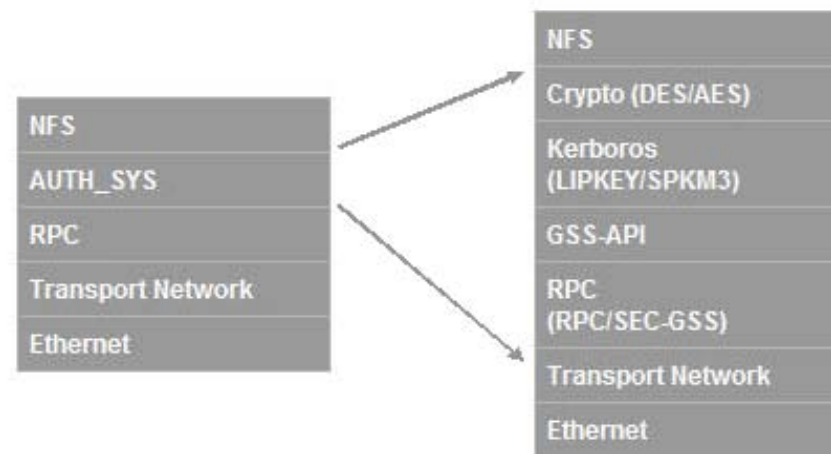 NFS
AUTH_SYS
RPC
Transport Network
Ethernet
NFS
Crypto (DES/AES)
Kerboros
(LIPKEY/SPKM3)
GSS-API
RPC
(RPC/SEC-GSS)
Transport Network
Ethernet